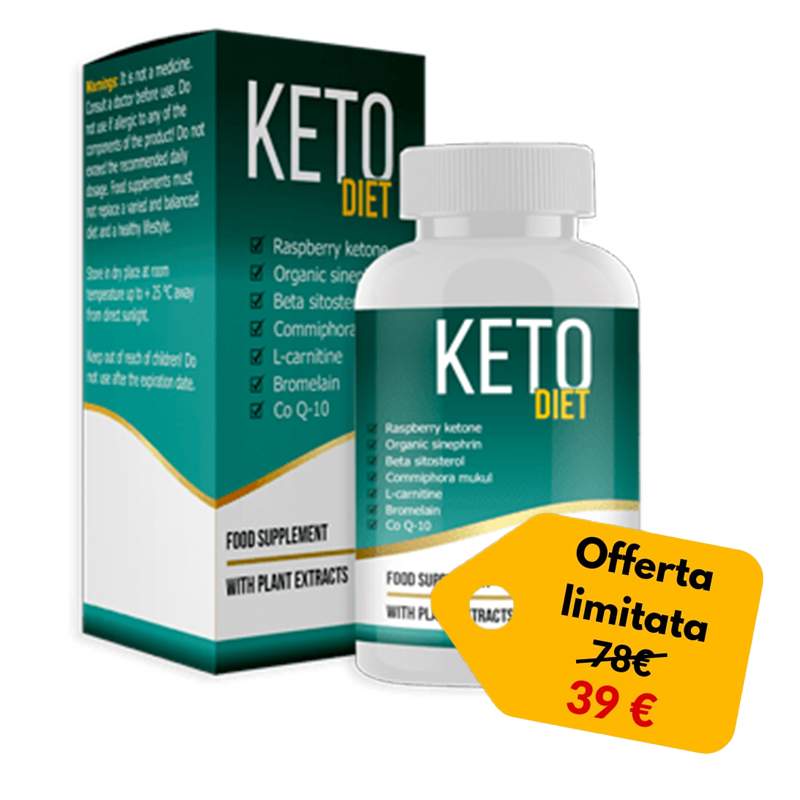 Warnings: It is not a medicine.
Consult a doctor before use. Do
not use if allergic to any of the
components of the product! Do not
exceed the recommended daily
dosage. Food supplements must
not replace a varied and balanced
diet and a healthy lifestyle.
Store in dry place at room
temperature up to + 25 °C away
from direct sunlight.
Keep out of reach of children! Do
not use after the expiration date.
KETO
DIET
Raspberry ketone
Organic sinep
Beta sitoster
Commiphora
L-carnitine
Bromelain
Co Q-10
FOOD SUPPLEMENT
WITH PLANT EXTRACTS
KETO
DIET
Raspberry ketone
Organic sinephrin
Beta sitosterol
Commiphora mukul
L-carnitine
Bromelain
Co Q-10
FOOD SUPP
WITH PL TRACTS
Offerta
limitata
78€
39 €